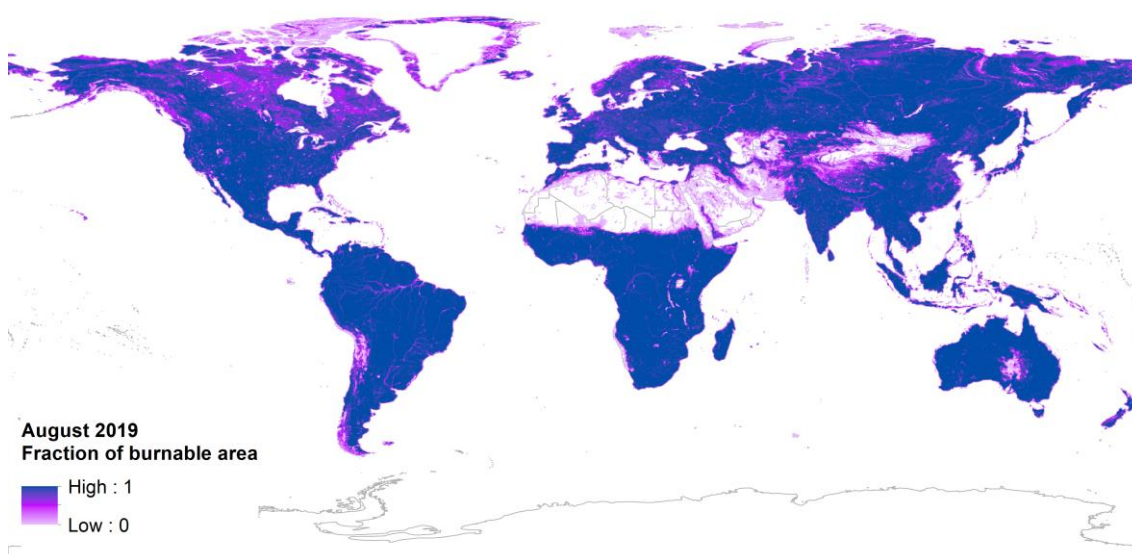 August 2019
Fraction of burnable area
High : 1
Low : 0